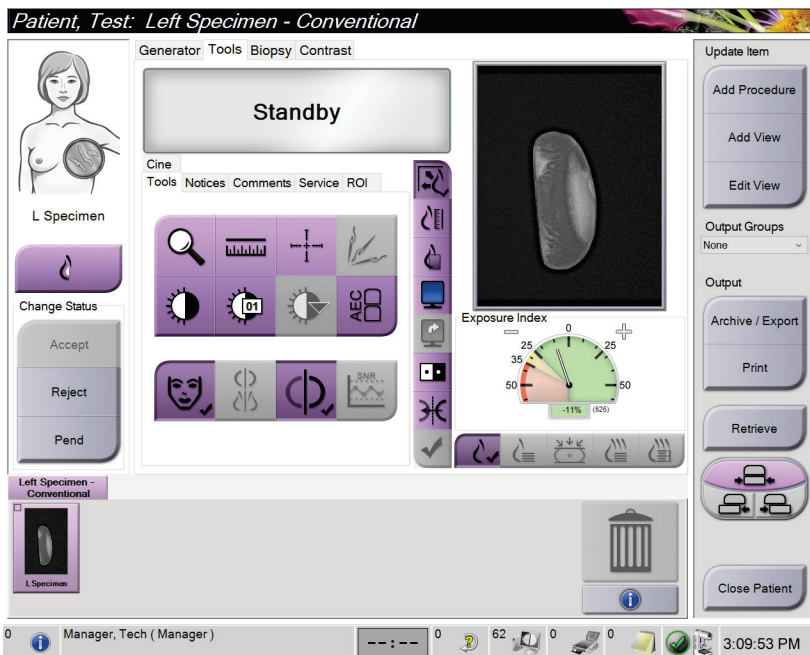 Patient, Test: Left Specimen - Conventional
L Specimen
Change Status
Accept
Reject
Pend
Generator Tools Biopsy Contrast
Standby
Cine
Tools Notices Comments Service ROI
01
AEC
SNR
Exposure Index
0
25 25
35
50 50
-11% (625)
Update Item
Add Procedure
Add View
Edit View
Output Groups
None
Output
Archive / Export
Print
Retrieve
Close Patient
Left Specimen -
Conventional
L Specimen
0 Manager, Tech ( Manager ) --:-- 0 62 0 0 3:09:53 PM